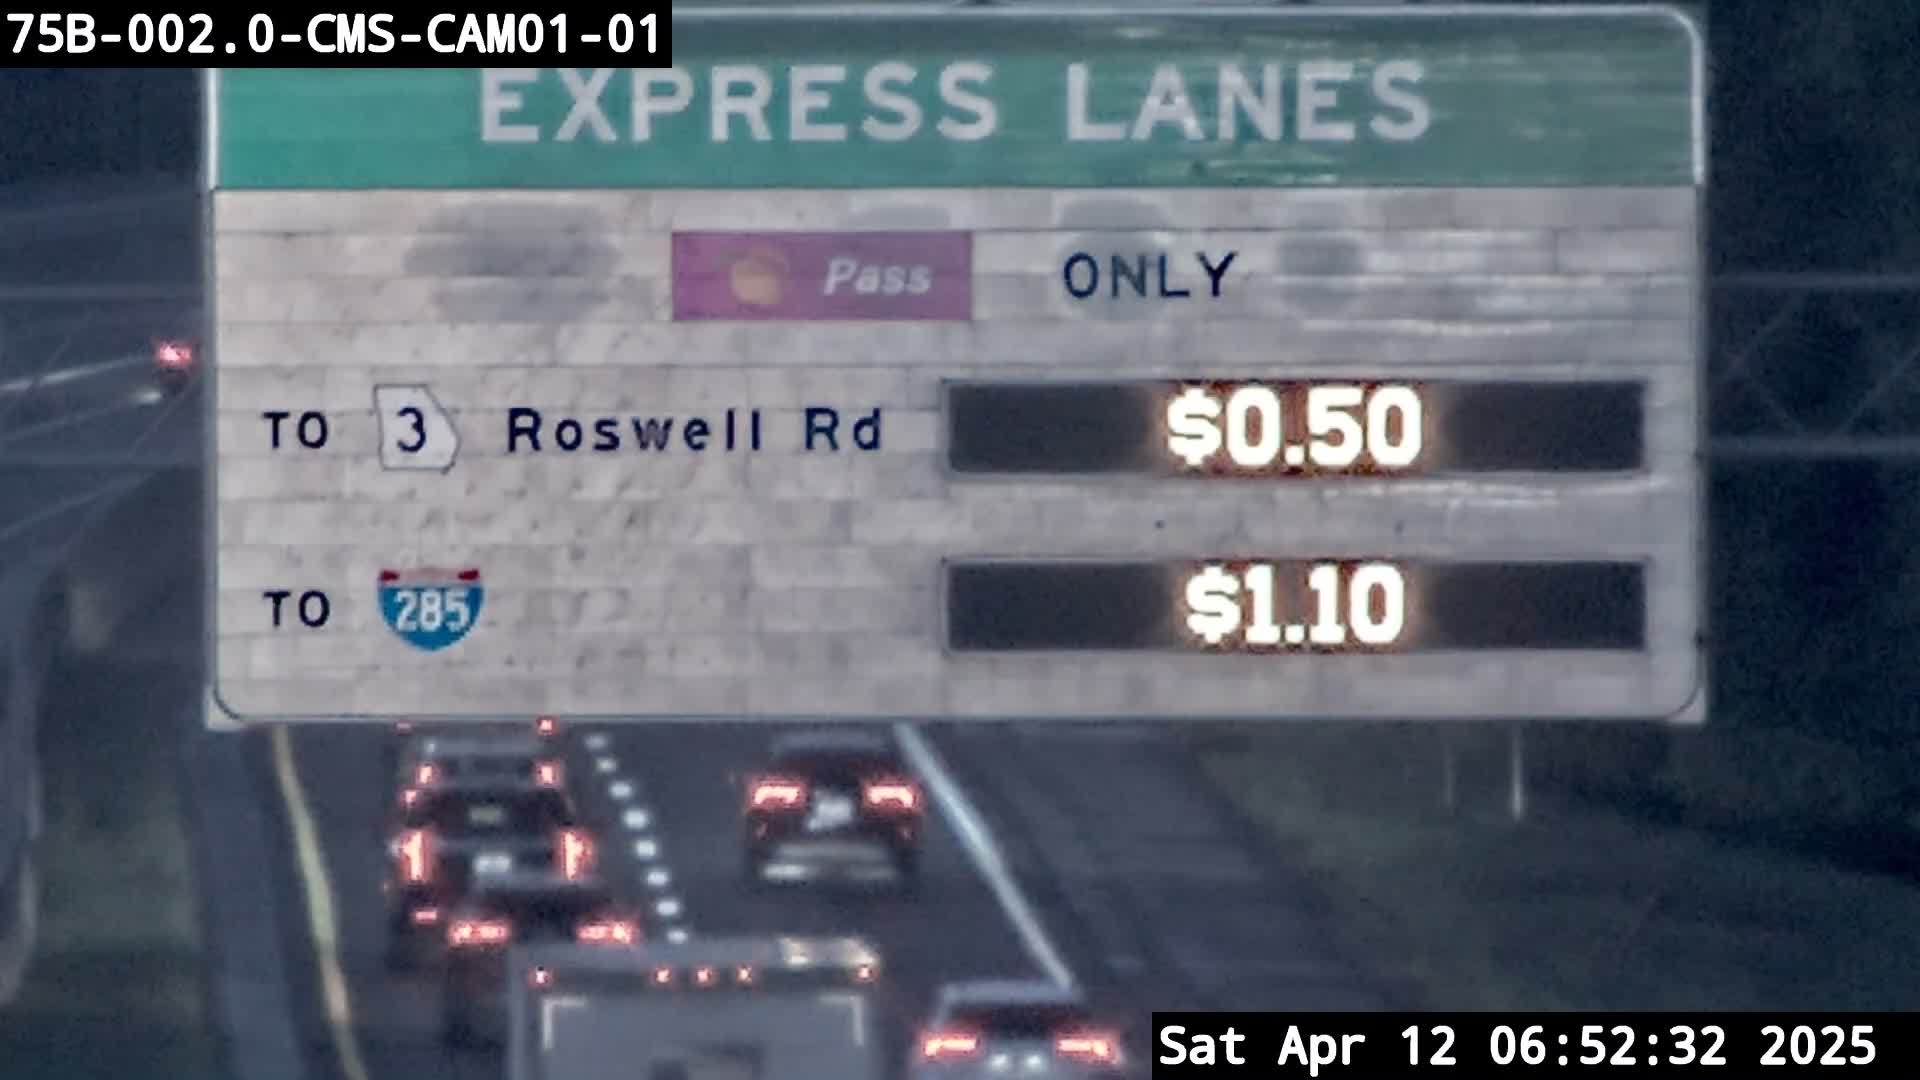 75B-002.0-CMS-CAM01-01
EXPRESS LANES
Pass ONLY
TO 3 Roswell Rd $0.50
TO 285 $1.10
Sat Apr 12 06:52:32 2025